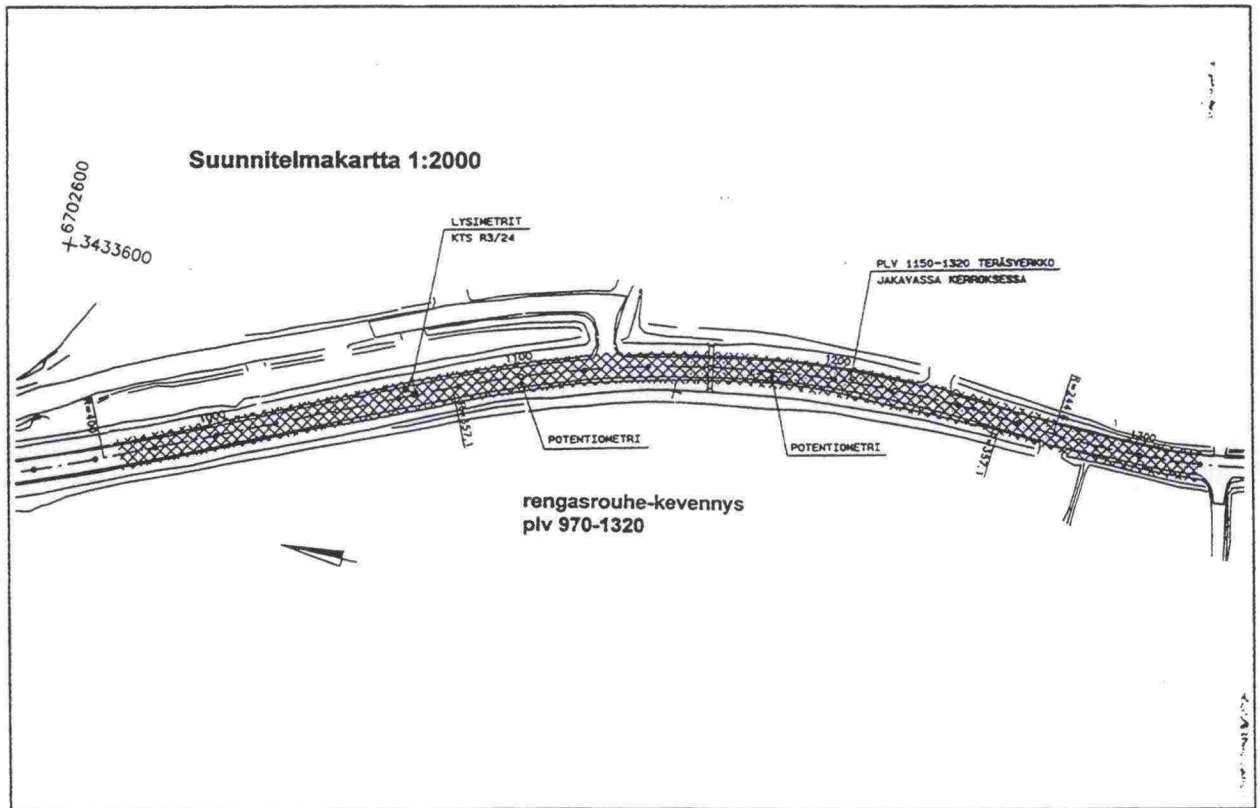 Suunnitelmakartta 1:2000
6702600
3433600
LYSIMETRIT
KTS R3/24
PLV 1150-1320 TERÄSVERKKO
JAKAVASSA KERROKSESSA
1000
1100
1200
1300
R=244
POTENTIOMETRI
POTENTIOMETRI
rengasrouhe-kevennys
plv 970-1320